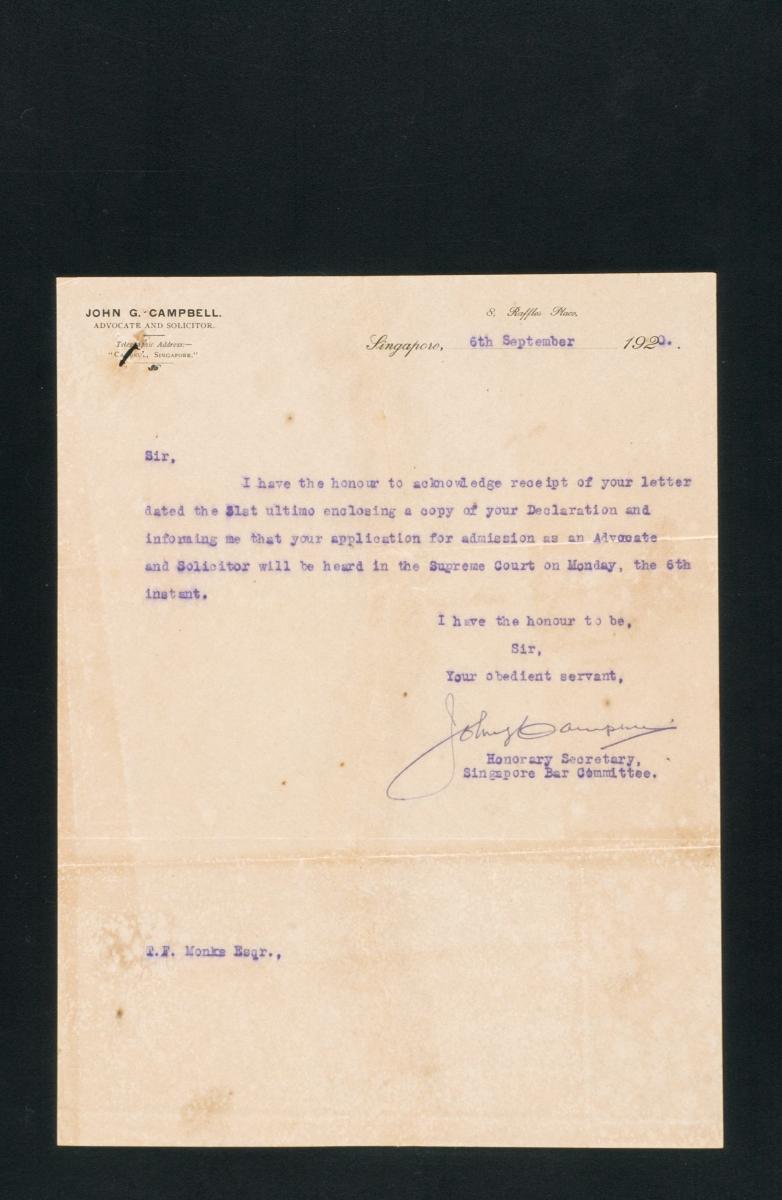 JOHN G. CAMPBELL.
ADVOCATE AND SOLICITOR.
Telegraphic Address:—
SINGAPORE."
8, Raffles Place,
Singapore, 6th September 1920.
Sir,
I have the honour to acknowledge receipt of your letter
dated the 31st ultimo enclosing a copy of your Declaration and
informing me that your application for admission as an Advocate
and Solicitor will be heard in the Supreme Court on Monday, the 6th
instant.
I have the honour to be,
Sir,
Your obedient servant,
John G Campbell
Honorary Secretary,
Singapore Bar Committee.
T.F. Monks Esqr.,